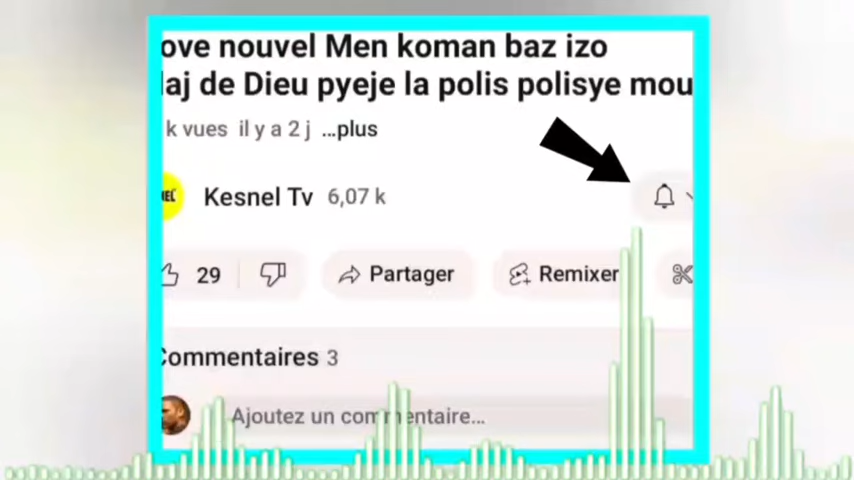 ove nouvel Men koman baz izo
laj de Dieu pyeje la polis polisye mou
k vues il y a 2 j ...plus
Kesnel Tv 6,07 k
29 Partager Remixer
Commentaires 3
Ajoutez un commentaire...